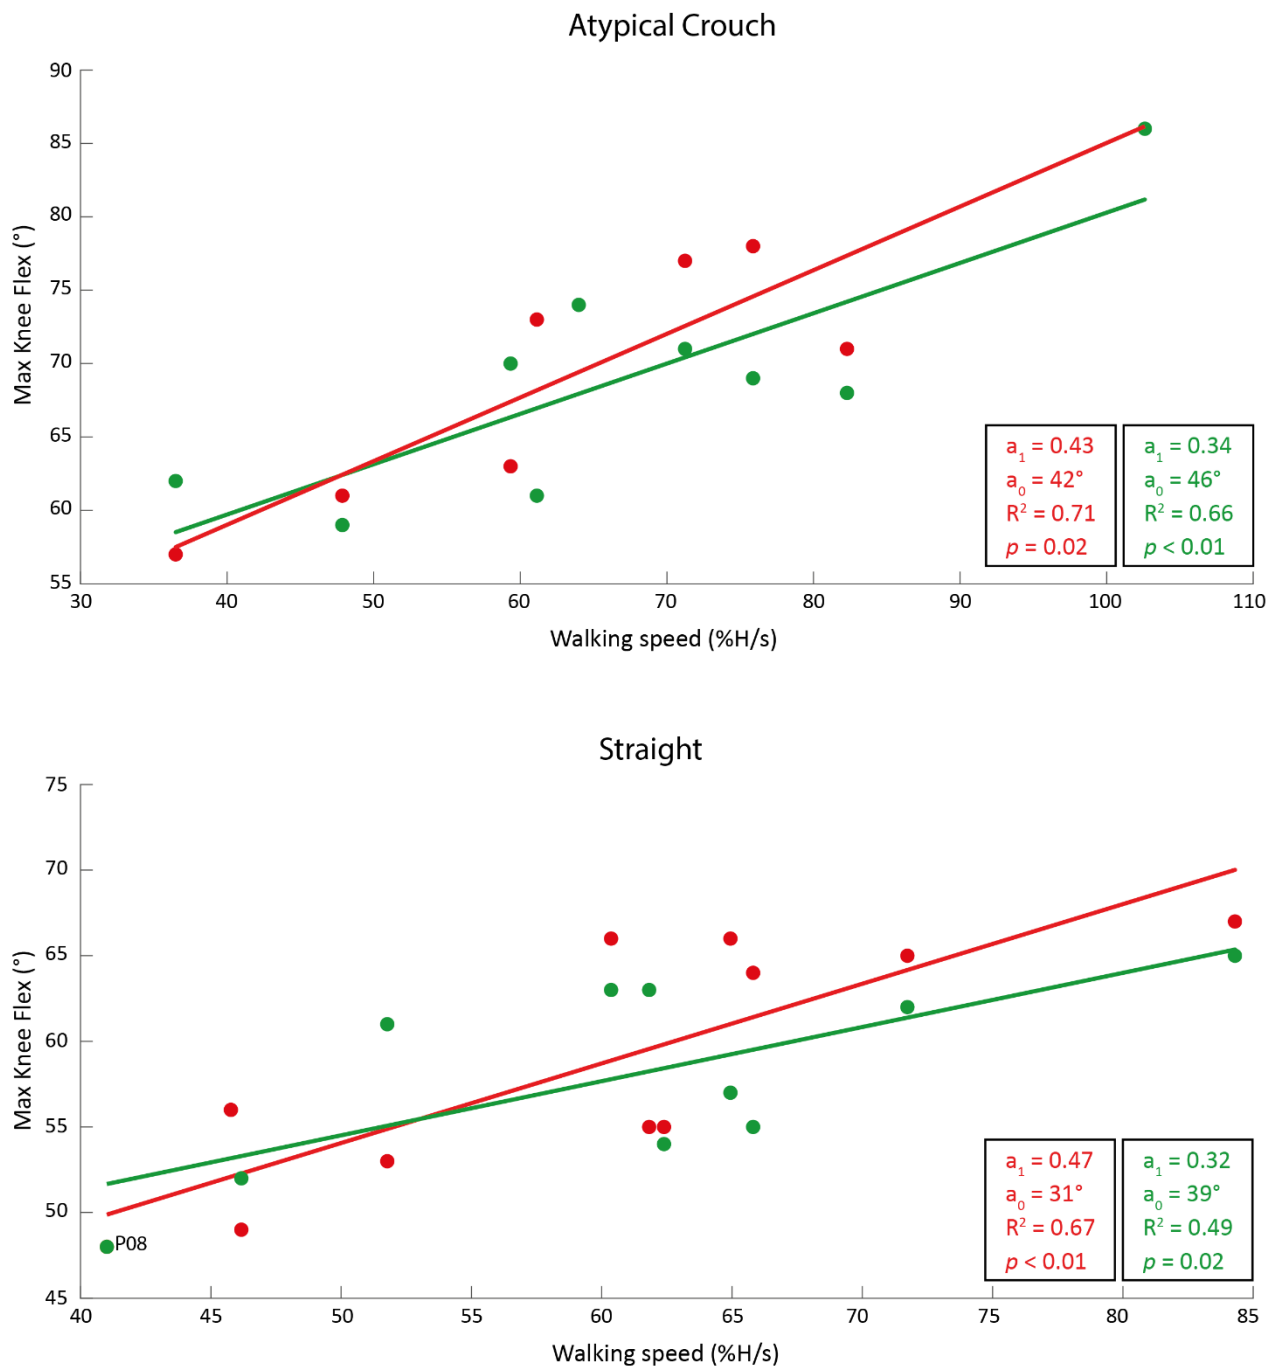 Atypical Crouch
90
85
80
75
70
65
60
55
Max Knee Flex (°)
a₁ = 0.43
a₀ = 42°
R² = 0.71
p = 0.02
a₁ = 0.34
a₀ = 46°
R² = 0.66
p < 0.01
30 40 50 60 70 80 90 100 110
Walking speed (%H/s)
Straight
75
70
65
60
55
50
45
Max Knee Flex (°)
P08
a₁ = 0.47
a₀ = 31°
R² = 0.67
p < 0.01
a₁ = 0.32
a₀ = 39°
R² = 0.49
p = 0.02
40 45 50 55 60 65 70 75 80 85
Walking speed (%H/s)